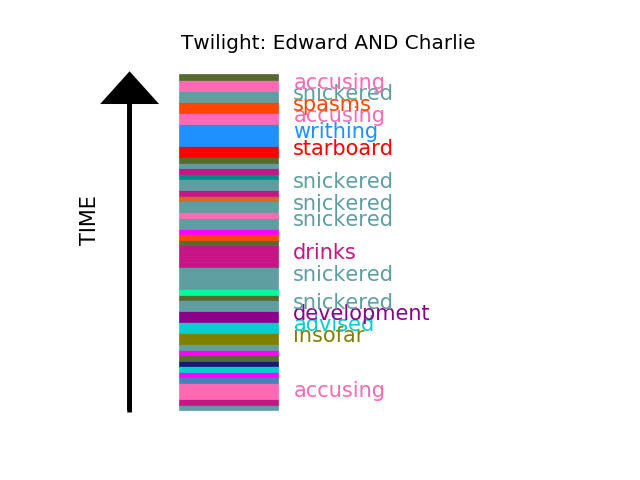 Twilight: Edward AND Charlie
accusing
snickered
spasms
accusing
writhing
starboard
snickered
snickered
snickered
drinks
snickered
snickered
development
advised
insofar
accusing
TIME